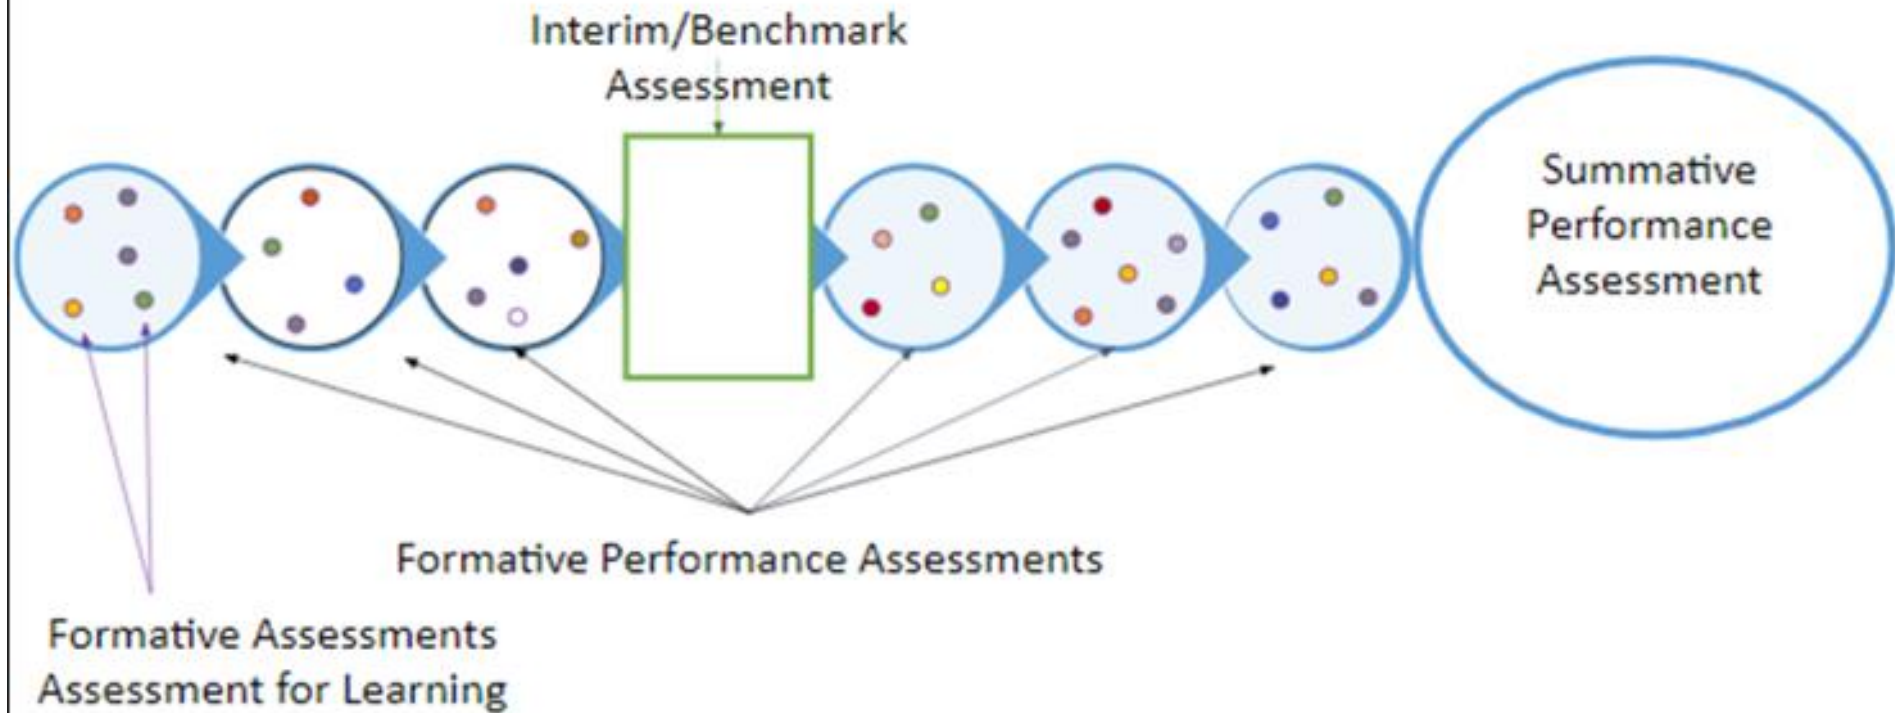 Interim/Benchmark
Assessment
Summative
Performance
Assessment
Formative Performance Assessments
Formative Assessments
Assessment for Learning